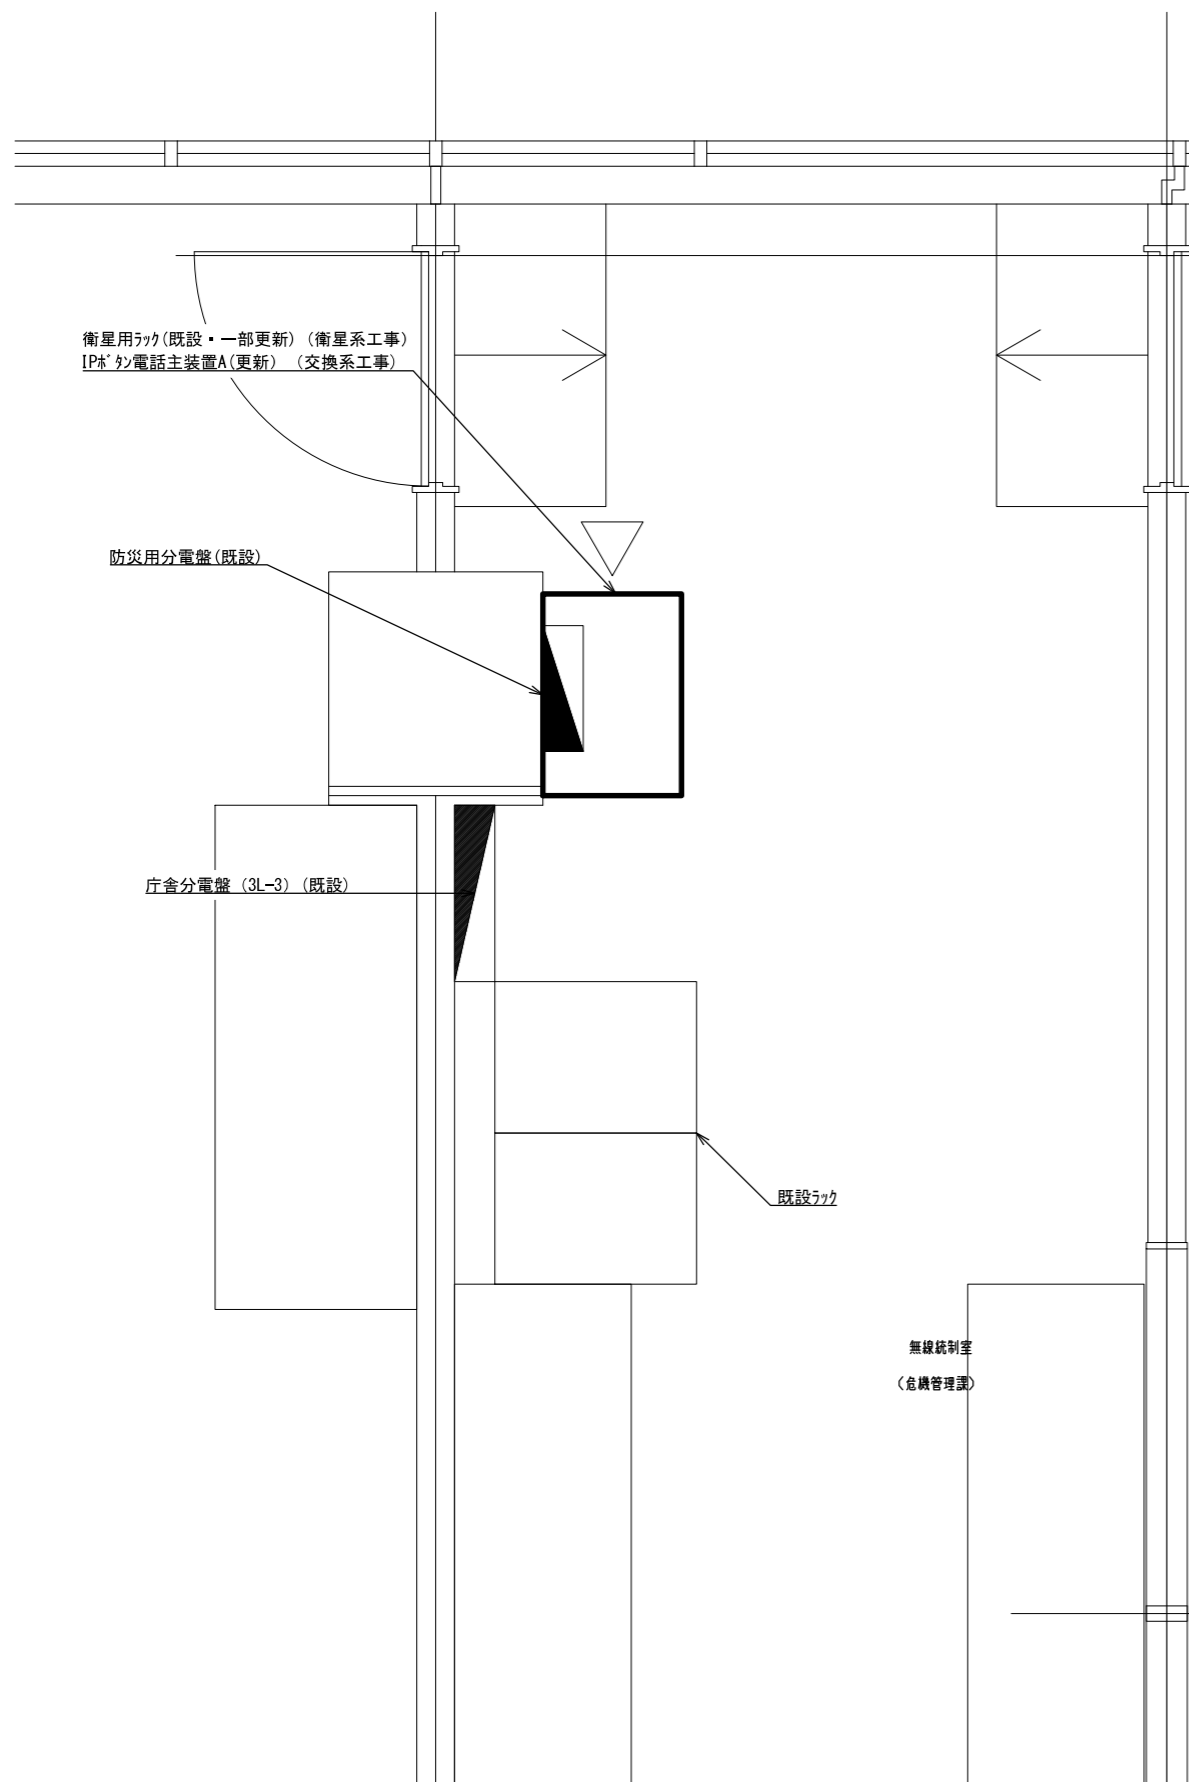 衛星用ﾗｯｸ(既設・一部更新) (衛星系工事)
IPﾎﾞﾀﾝ電話主装置A(更新) (交換系工事)
防災用分電盤(既設)
庁舎分電盤 (3L-3) (既設)
既設ﾗｯｸ
無線統制室
(危機管理課)